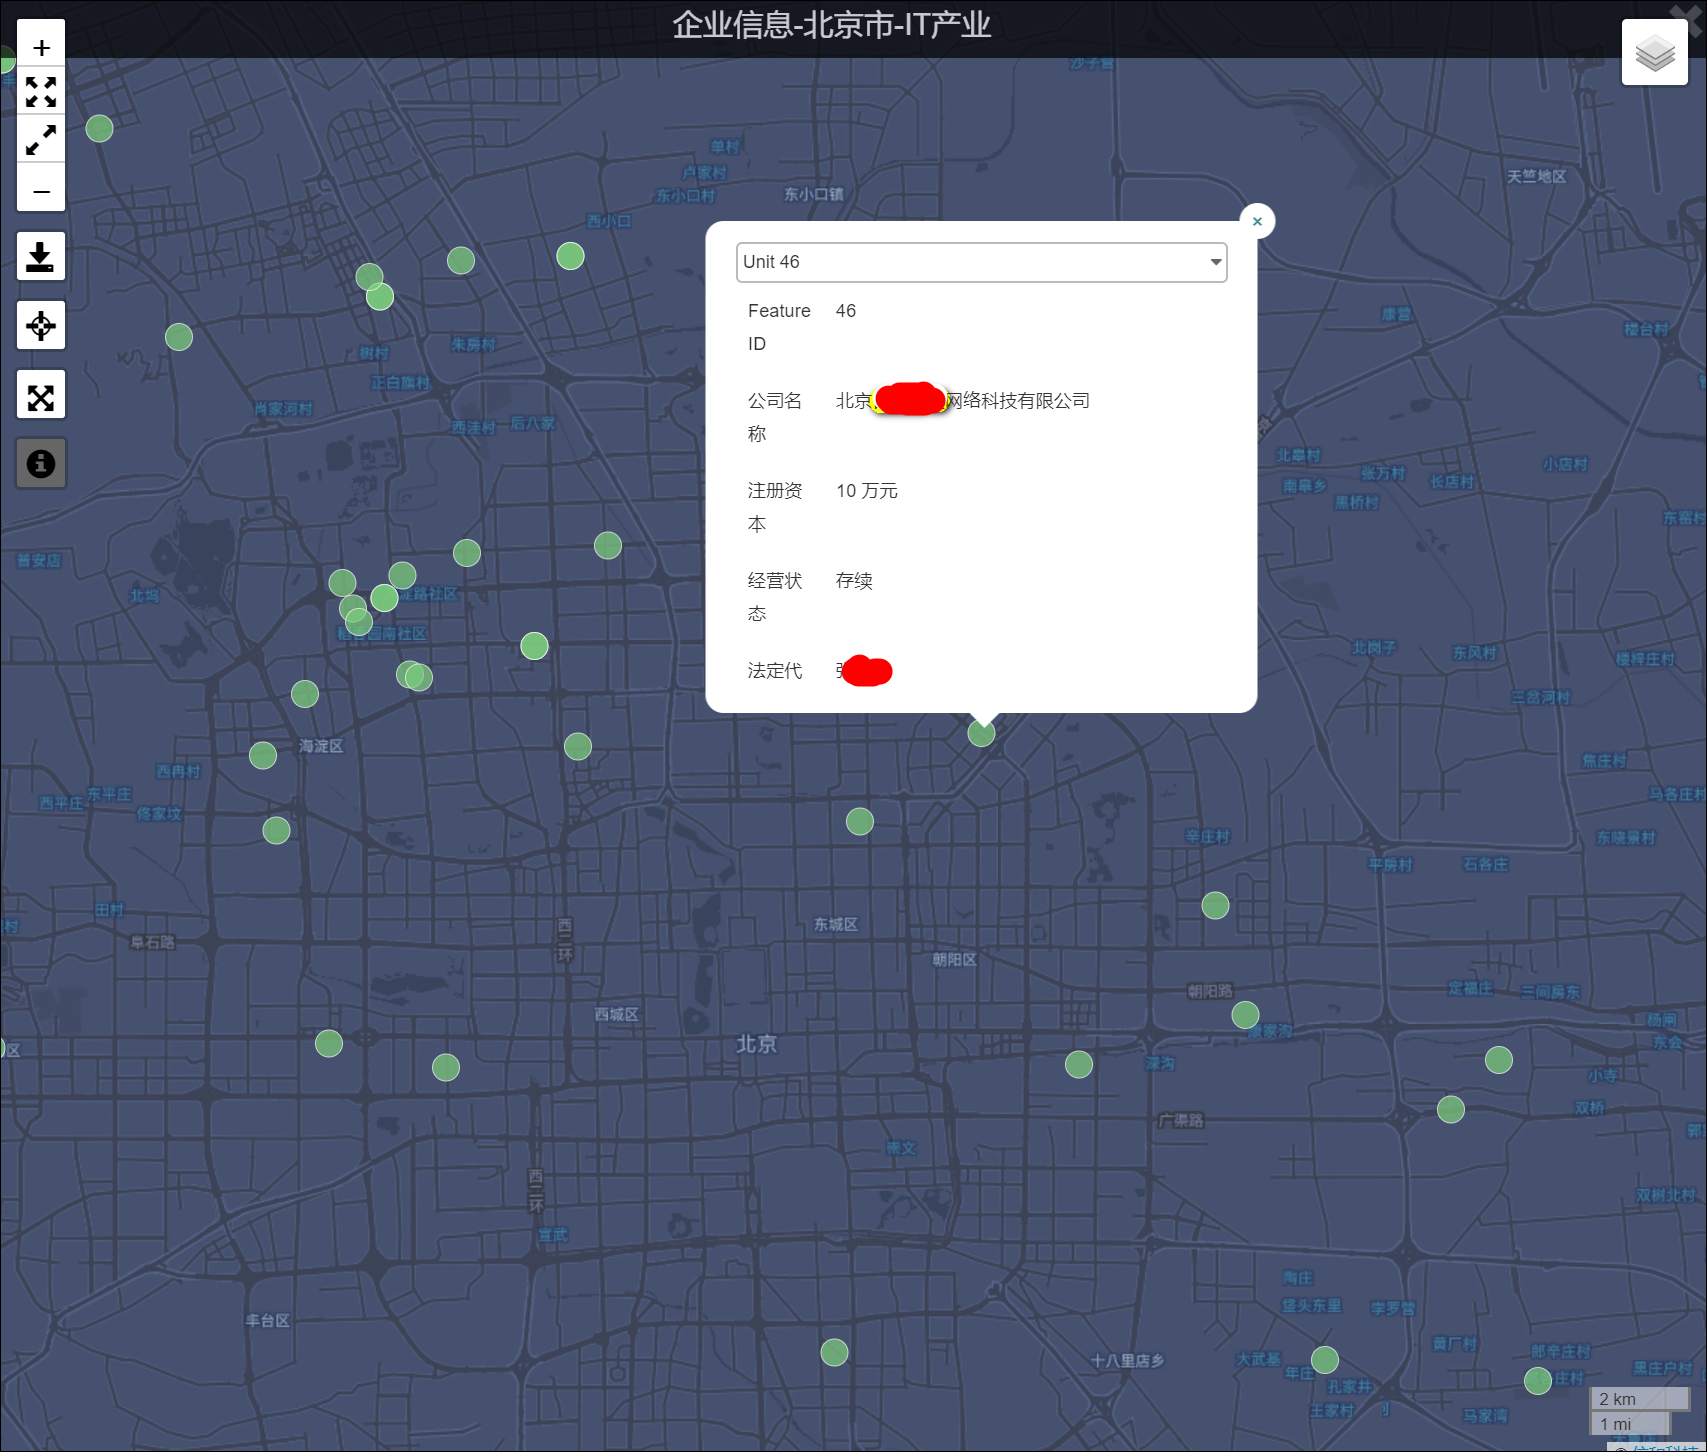 企业信息-北京市-IT产业
沙子营
单村
卢家村
东小口村
东小口镇
天竺地区
西小口
Unit 46
Feature ID
46
公司名称
北京
网络科技有限公司
注册资本
10 万元
经营状态
存续
法定代
康营
楼台村
朱房村
树村
正白旗村
肖家河村
西洼村
后八家
北皋村
张万村
小店村
南皋乡
长店村
黑桥村
东窑村
普安店
北坞
稻香园南社区
北岗子
东风村
楼梓庄村
三岔河村
海淀区
西冉村
焦庄村
东平庄
西平庄
马各庄村
佟家坟
辛庄村
东晓景村
平房村
石各庄
田村
阜石路
西二环
东城区
朝阳区
朝阳路
定福庄
三间房东
西城区
北京
杨闸
东会
深沟
小寺
双桥
广渠路
崇文
西二环
双树北村
宣武
陶庄
垡头东里
孛罗营
丰台区
黄厂村
郎辛庄村
十八里店乡
大武基
年庄
孔家井
黑庄户村
王家村
马家湾
2 km
1 mi